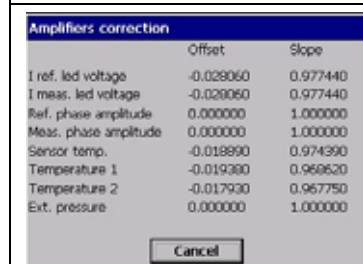 Amplifiers correction
Offset Slope
I ref. led voltage -0.028060 0.977440
I meas. led voltage -0.028060 0.977440
Ref. phase amplitude 0.000000 1.000000
Meas. phase amplitude 0.000000 1.000000
Sensor temp. -0.018890 0.974390
Temperature 1 -0.019380 0.968620
Temperature 2 -0.017930 0.967750
Ext. pressure 0.000000 1.000000
Cancel